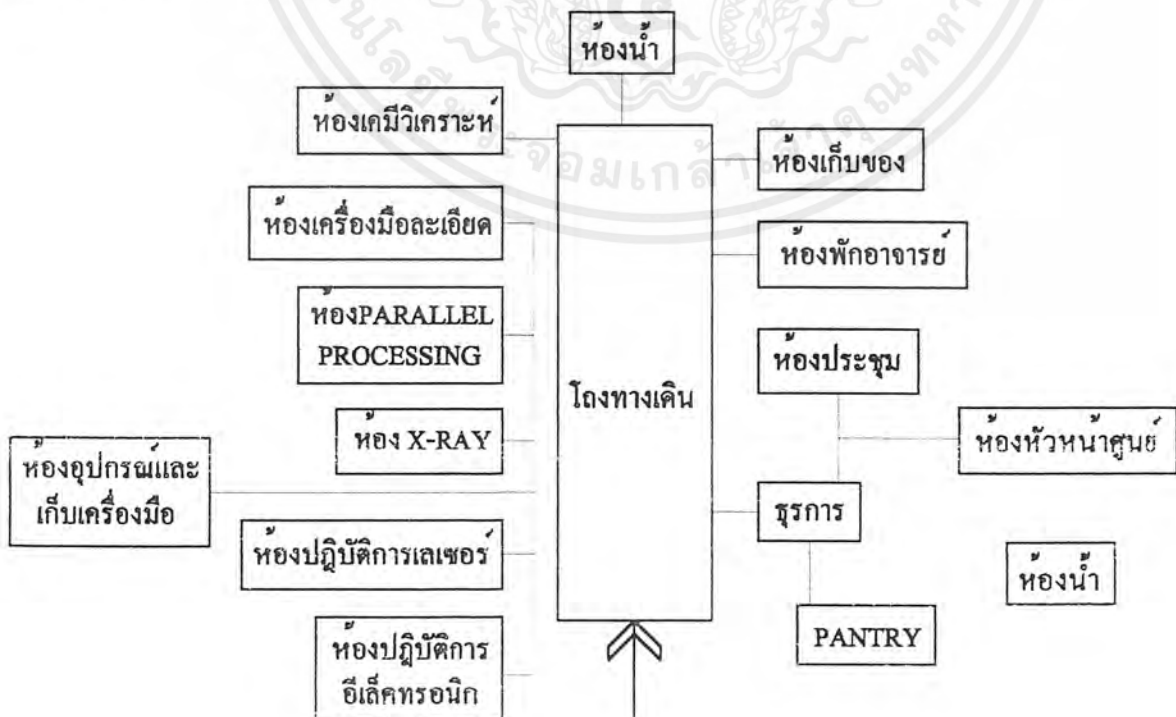 ห้องน้ำ
ห้องเคมีวิเคราะห์
ห้องเก็บของ
ห้องเครื่องมือละเอียด
ห้องพักอาจารย์
ห้องPARALLEL
PROCESSING
ห้องประชุม
โถงทางเดิน
ห้อง X-RAY
ห้องหัวหน้าศูนย์
ห้องอุปกรณ์และ
เก็บเครื่องมือ
ธุรการ
ห้องปฎิบัติการเลเซอร์
ห้องน้ำ
PANTRY
ห้องปฎิบัติการ
อีเล็คทรอนิก